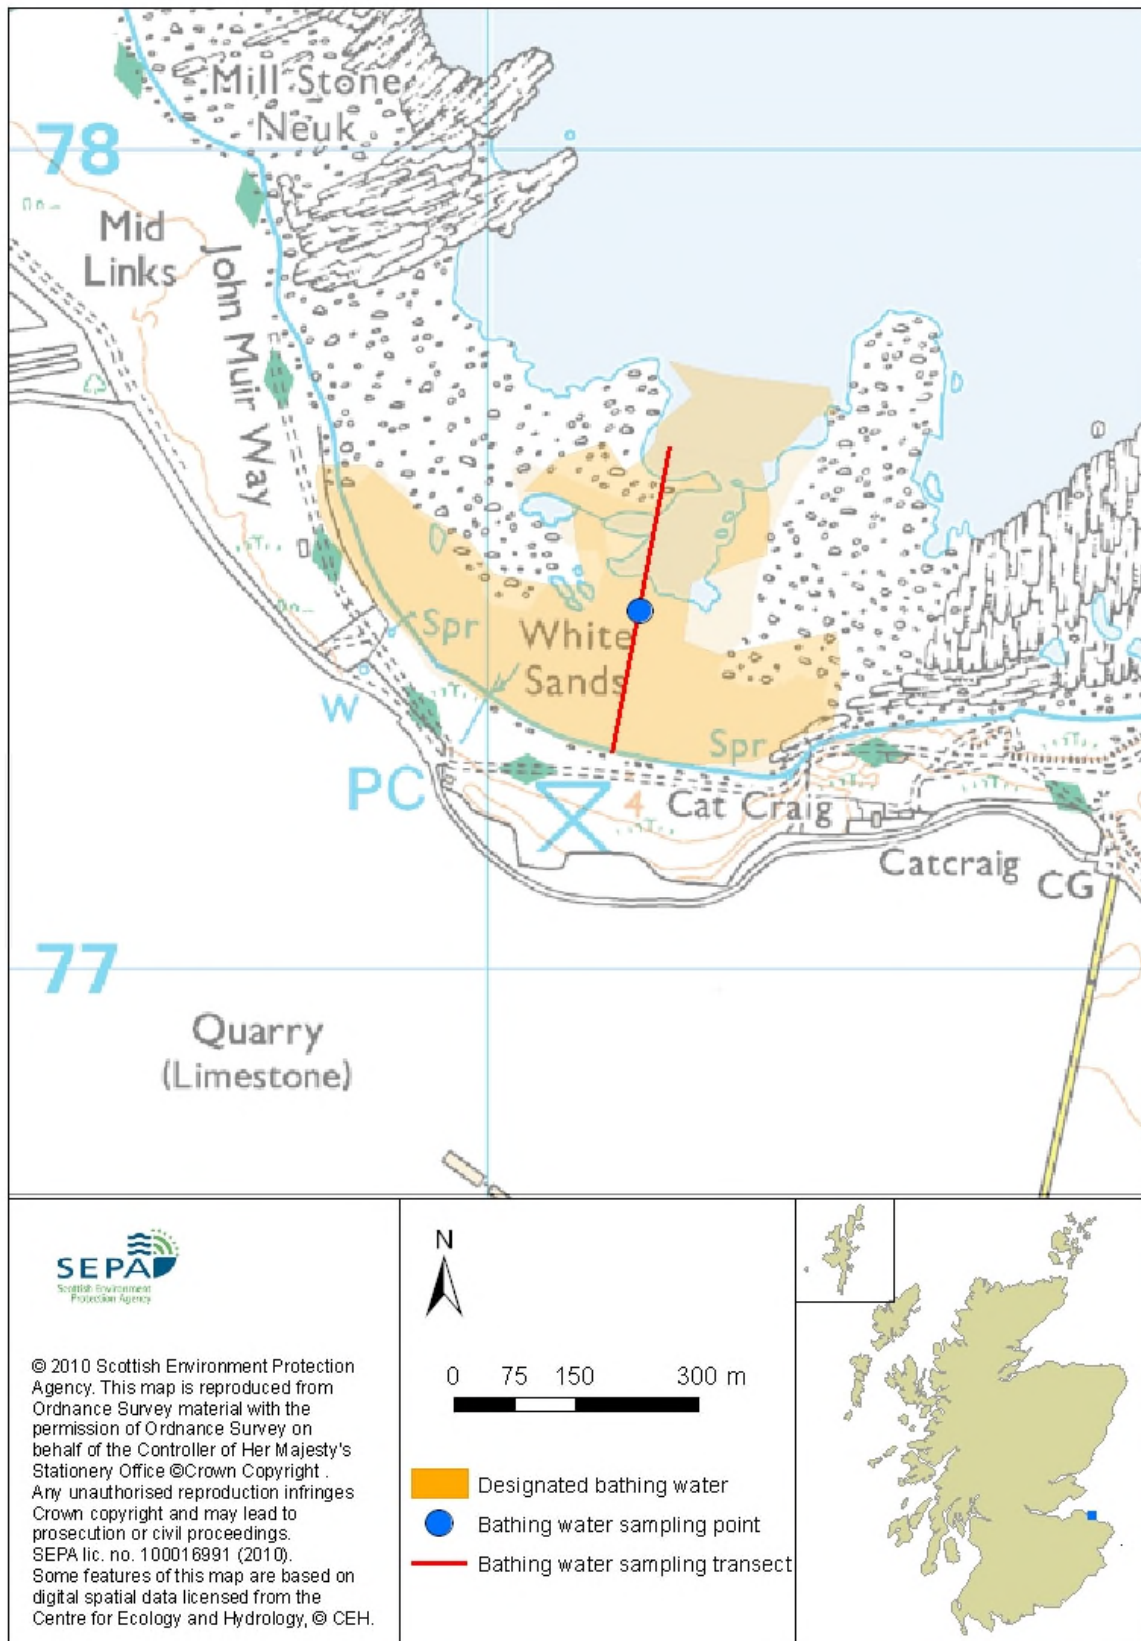 Mill Stone
Neuk
78
Mid
Links
5
John Muir Way
Spr
White
Sands
W
Spr
PC
4
Cat Craig
Catcraig
CG
77
Quarry
(Limestone)
SEPA
Scottish Environment
Protection Agency
© 2010 Scottish Environment Protection
Agency. This map is reproduced from
Ordnance Survey material with the
permission of Ordnance Survey on
behalf of the Controller of Her Majesty's
Stationery Office ©Crown Copyright .
Any unauthorised reproduction infringes
Crown copyright and may lead to
prosecution or civil proceedings.
SEPA lic. no. 100016991 (2010).
Some features of this map are based on
digital spatial data licensed from the
Centre for Ecology and Hydrology, © CEH.
N
0 75 150 300 m
Designated bathing water
Bathing water sampling point
Bathing water sampling transect